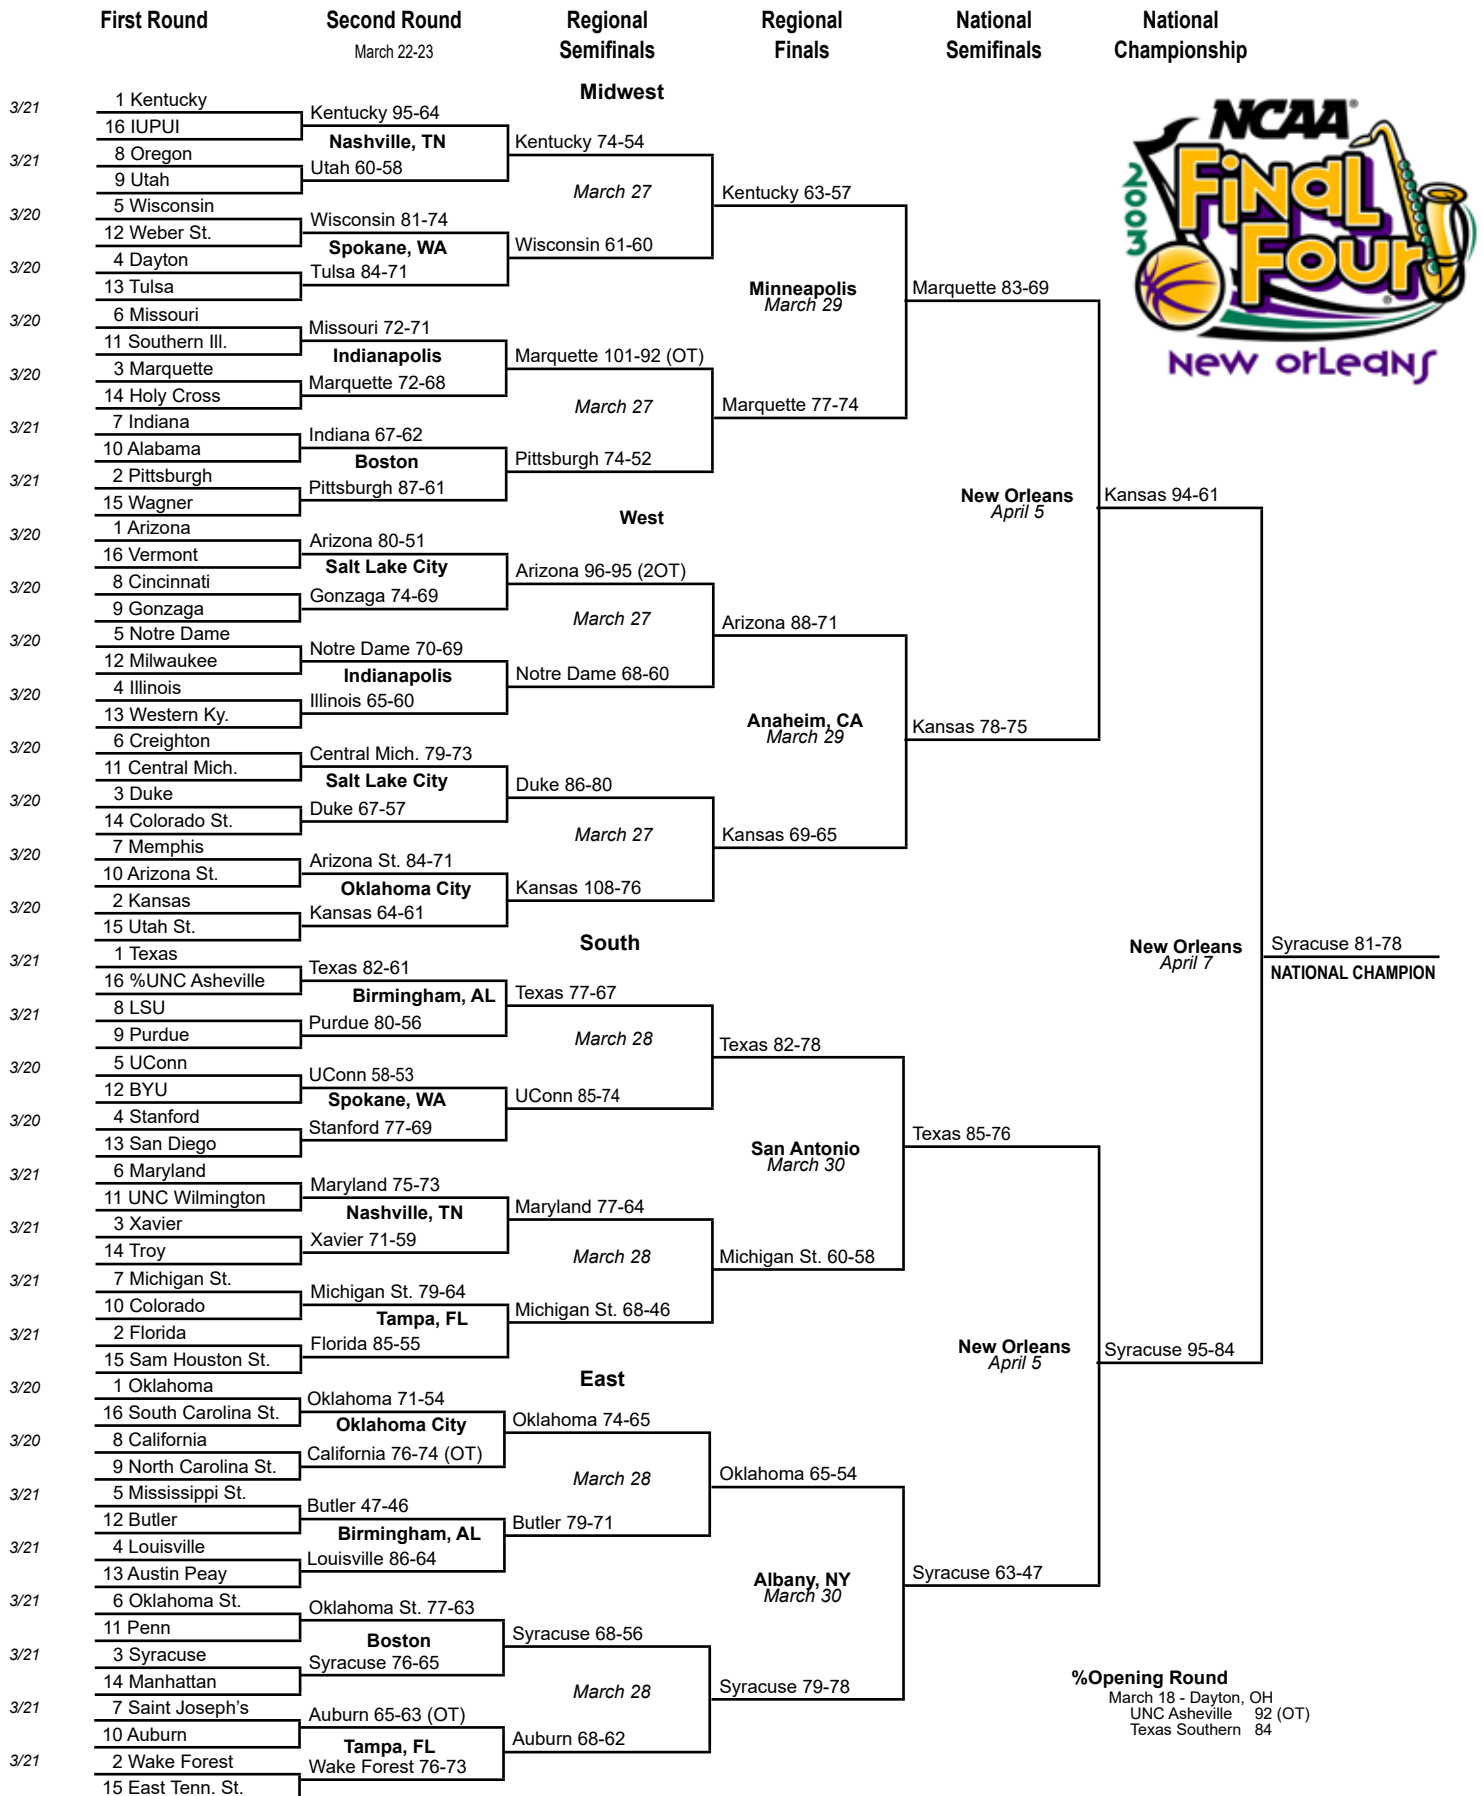 First Round
Second Round
Regional
Semifinals
Regional
Finals
National
Semifinals
National
Championship
March 22-23
Midwest
3/21
1 Kentucky
16 IUPUI
Kentucky 95-64
Nashville, TN
3/21
8 Oregon
9 Utah
Utah 60-58
Kentucky 74-54
March 27
3/20
5 Wisconsin
12 Weber St.
Wisconsin 81-74
Spokane, WA
3/20
4 Dayton
13 Tulsa
Tulsa 84-71
Wisconsin 61-60
Kentucky 63-57
Minneapolis
March 29
3/20
6 Missouri
11 Southern Ill.
Missouri 72-71
Indianapolis
3/20
3 Marquette
14 Holy Cross
Marquette 72-68
Marquette 101-92 (OT)
March 27
3/21
7 Indiana
10 Alabama
Indiana 67-62
Boston
3/21
2 Pittsburgh
15 Wagner
Pittsburgh 87-61
Pittsburgh 74-52
Marquette 77-74
Marquette 83-69
NCAA®
2003
Final
Four
®
New Orleans
New Orleans
April 5
Kansas 94-61
West
3/20
1 Arizona
16 Vermont
Arizona 80-51
Salt Lake City
3/20
8 Cincinnati
9 Gonzaga
Gonzaga 74-69
Arizona 96-95 (2OT)
March 27
3/20
5 Notre Dame
12 Milwaukee
Notre Dame 70-69
Indianapolis
3/20
4 Illinois
13 Western Ky.
Illinois 65-60
Notre Dame 68-60
Arizona 88-71
Anaheim, CA
March 29
3/20
6 Creighton
11 Central Mich.
Central Mich. 79-73
Salt Lake City
3/20
3 Duke
14 Colorado St.
Duke 67-57
Duke 86-80
March 27
3/20
7 Memphis
10 Arizona St.
Arizona St. 84-71
Oklahoma City
3/20
2 Kansas
15 Utah St.
Kansas 64-61
Kansas 108-76
Kansas 69-65
Kansas 78-75
New Orleans
April 7
Syracuse 81-78
NATIONAL CHAMPION
South
3/21
1 Texas
16 %UNC Asheville
Texas 82-61
Birmingham, AL
3/21
8 LSU
9 Purdue
Purdue 80-56
Texas 77-67
March 28
3/20
5 UConn
12 BYU
UConn 58-53
Spokane, WA
3/20
4 Stanford
13 San Diego
Stanford 77-69
UConn 85-74
Texas 82-78
San Antonio
March 30
3/21
6 Maryland
11 UNC Wilmington
Maryland 75-73
Nashville, TN
3/21
3 Xavier
14 Troy
Xavier 71-59
Maryland 77-64
March 28
3/21
7 Michigan St.
10 Colorado
Michigan St. 79-64
Tampa, FL
3/21
2 Florida
15 Sam Houston St.
Florida 85-55
Michigan St. 68-46
Michigan St. 60-58
Texas 85-76
New Orleans
April 5
Syracuse 95-84
East
3/20
1 Oklahoma
16 South Carolina St.
Oklahoma 71-54
Oklahoma City
3/20
8 California
9 North Carolina St.
California 76-74 (OT)
Oklahoma 74-65
March 28
3/21
5 Mississippi St.
12 Butler
Butler 47-46
Birmingham, AL
3/21
4 Louisville
13 Austin Peay
Louisville 86-64
Butler 79-71
Oklahoma 65-54
Albany, NY
March 30
3/21
6 Oklahoma St.
11 Penn
Oklahoma St. 77-63
Boston
3/21
3 Syracuse
14 Manhattan
Syracuse 76-65
Syracuse 68-56
March 28
3/21
7 Saint Joseph's
10 Auburn
Auburn 65-63 (OT)
Tampa, FL
3/21
2 Wake Forest
15 East Tenn. St.
Wake Forest 76-73
Auburn 68-62
Syracuse 79-78
Syracuse 63-47
%Opening Round
March 18 - Dayton, OH
UNC Asheville 92 (OT)
Texas Southern 84